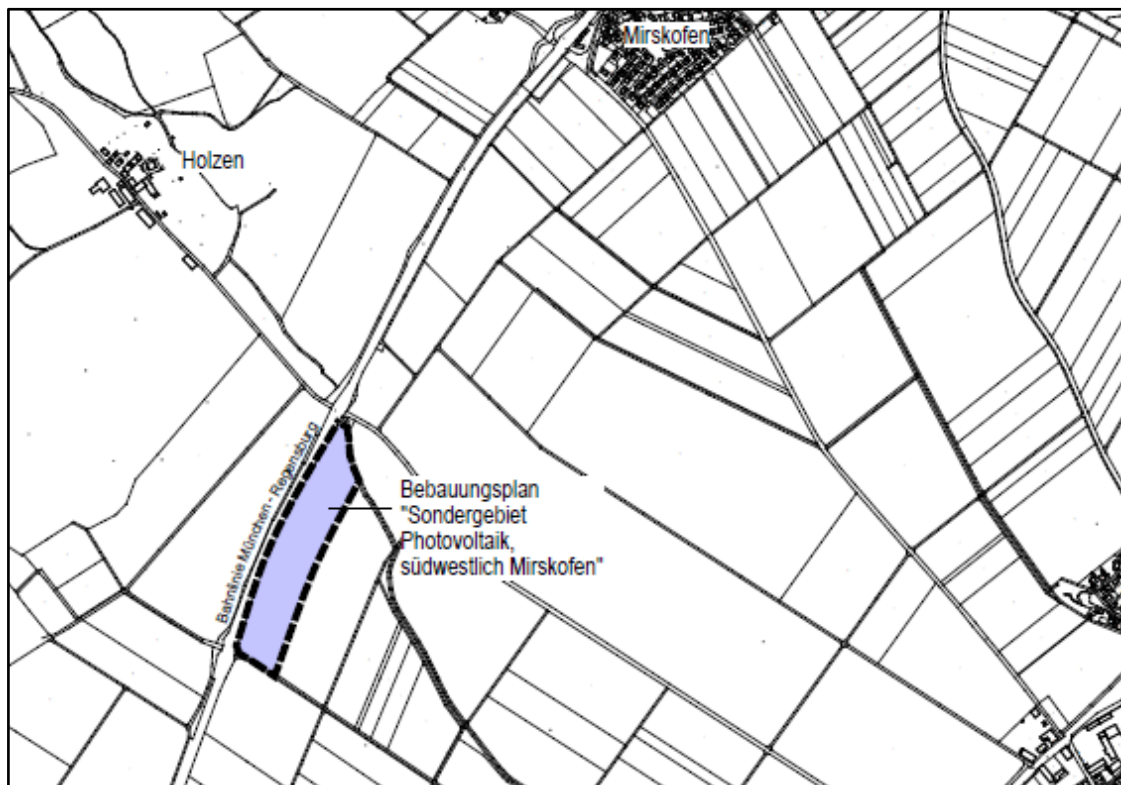 Mirskofen
Holzen
Bahnlinie München - Regensburg
Bebauungsplan
"Sondergebiet
Photovoltaik,
südwestlich Mirskofen"